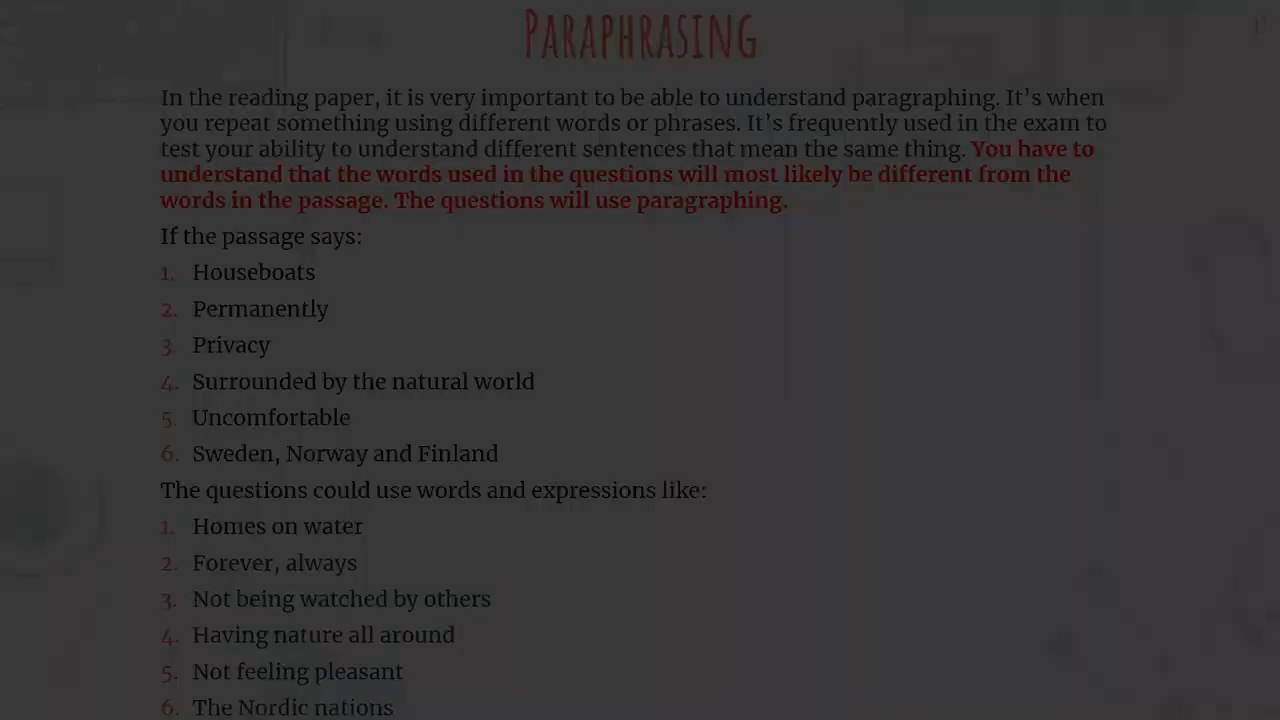 PARAPHRASING
In the reading paper, it is very important to be able to understand paragraphing. It's when
you repeat something using different words or phrases. It's frequently used in the exam to
test your ability to understand different sentences that mean the same thing. You have to
understand that the words used in the questions will most likely be different from the
words in the passage. The questions will use paragraphing.
If the passage says:
1. Houseboats
2. Permanently
3. Privacy
4. Surrounded by the natural world
5. Uncomfortable
6. Sweden, Norway and Finland
The questions could use words and expressions like:
1. Homes on water
2. Forever, always
3. Not being watched by others
4. Having nature all around
5. Not feeling pleasant
6. The Nordic nations